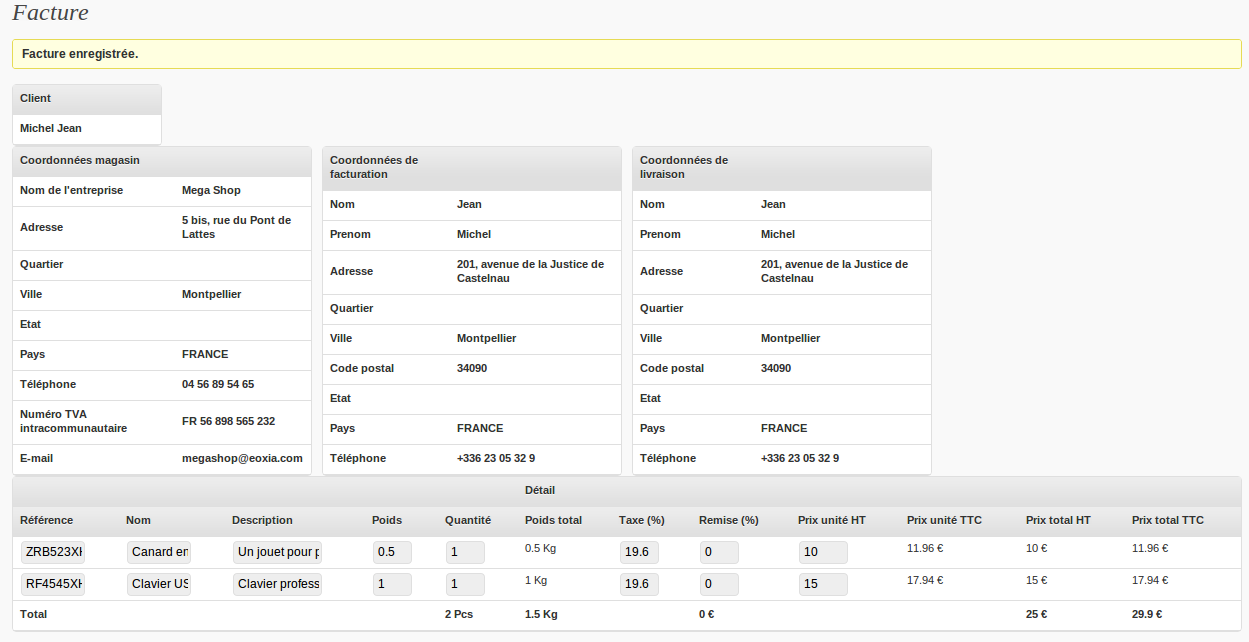 Facture
Facture enregistrée.
Client
Michel Jean
Coordonnées magasin
Nom de l'entreprise Mega Shop
Adresse 5 bis, rue du Pont de
Lattes
Quartier
Ville Montpellier
Etat
Pays FRANCE
Téléphone 04 56 89 54 65
Numéro TVA
intracommunautaire FR 56 898 565 232
E-mail megashop@eoxia.com
Coordonnées de
facturation
Nom Jean
Prenom Michel
Adresse 201, avenue de la Justice de
Castelnau
Quartier
Ville Montpellier
Code postal 34090
Etat
Pays FRANCE
Téléphone +336 23 05 32 9
Coordonnées de
livraison
Nom Jean
Prenom Michel
Adresse 201, avenue de la Justice de
Castelnau
Quartier
Ville Montpellier
Code postal 34090
Etat
Pays FRANCE
Téléphone +336 23 05 32 9
Détail
Référence Nom Description Poids Quantité Poids total Taxe (%) Remise (%) Prix unité HT Prix unité TTC Prix total HT Prix total TTC
ZRB523XH Canard en Un jouet pour p 0.5 1 0.5 Kg 19.6 0 10 11.96 € 10 € 11.96 €
RF4545XH Clavier US Clavier profess 1 1 1 Kg 19.6 0 15 17.94 € 15 € 17.94 €
Total 2 Pcs 1.5 Kg 0 € 25 € 29.9 €